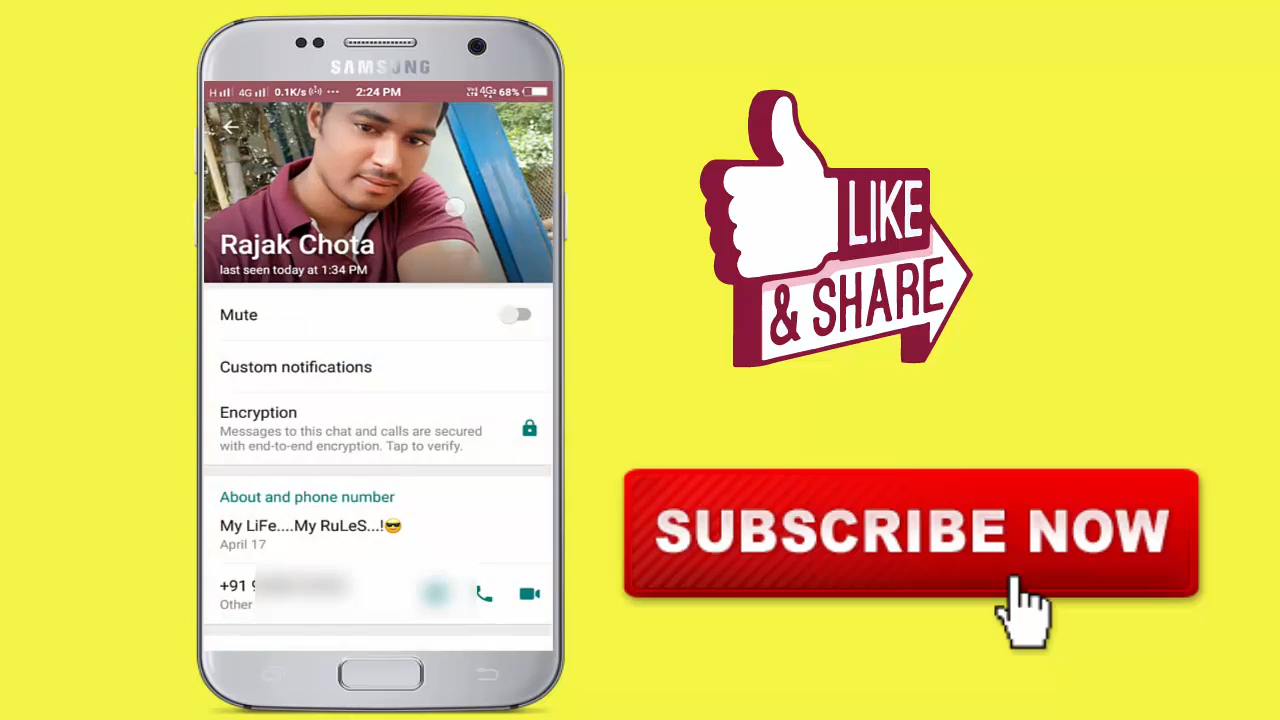 SAMSUNG
H 4G 0.1K/s ... 2:24 PM 4G 68%
Rajak Chota
last seen today at 1:34 PM
Mute
Custom notifications
Encryption
Messages to this chat and calls are secured
with end-to-end encryption. Tap to verify.
About and phone number
My LiFe....My RuLeS...!😎
April 17
+91 9
Other
LIKE
& SHARE
SUBSCRIBE NOW